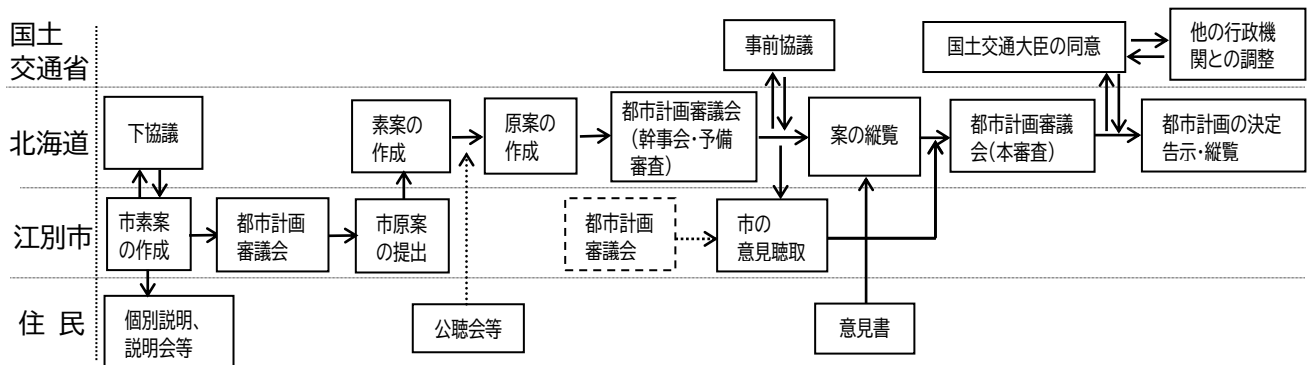 国土
交通省
事前協議
国土交通大臣の同意
他の行政機
関との調整
北海道
下協議
素案の
作成
原案の
作成
都市計画審議会
(幹事会・予備
審査)
案の縦覧
都市計画審議
会(本審査)
都市計画の決定
告示・縦覧
江別市
市素案
の作成
都市計画
審議会
市原案
の提出
都市計画
審議会
市の
意見聴取
住 民
個別説明、
説明会等
公聴会等
意見書